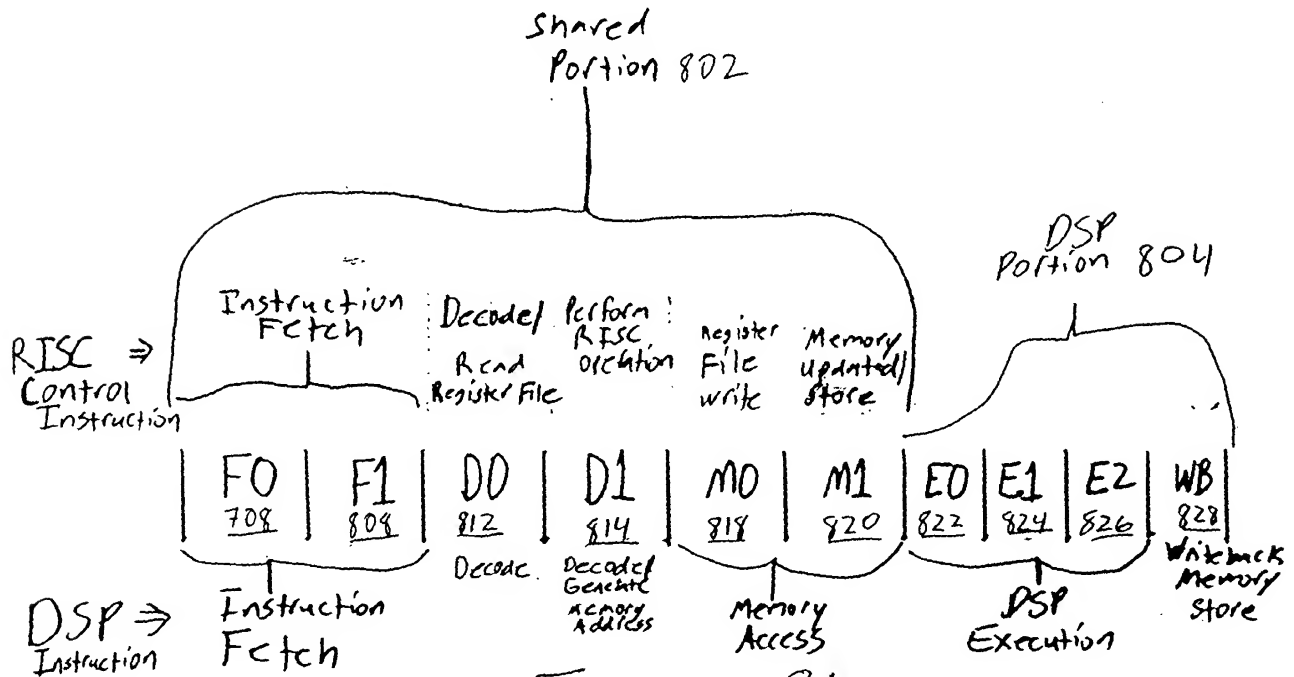 Shared
Portion 802
DSP
Portion 804
RISC ⇒
Control
Instruction
Instruction
Fetch
Decode/
Read
Register File
Perform
RISC
operation
Register
File
write
Memory
Updated/
Store
F0
708
F1
808
D0
812
D1
814
M0
818
M1
820
E0
822
E1
824
E2
826
WB
828
DSP ⇒
Instruction
Instruction
Fetch
Decode
Decode/
Generate
Memory
Address
Memory
Access
DSP
Execution
Writeback
Memory
Store